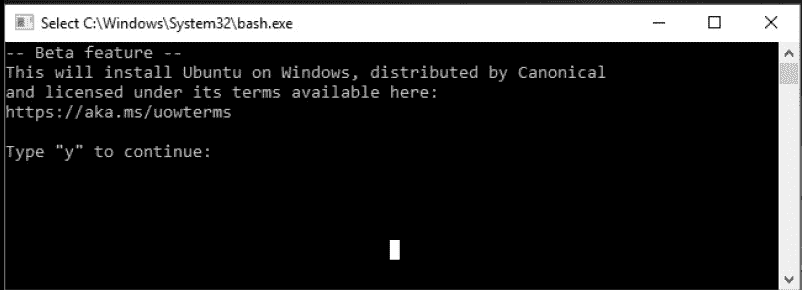 Select C:\Windows\System32\bash.exe
-- Beta feature --
This will install Ubuntu on Windows, distributed by Canonical
and licensed under its terms available here:
https://aka.ms/uowterms
Type "y" to continue: